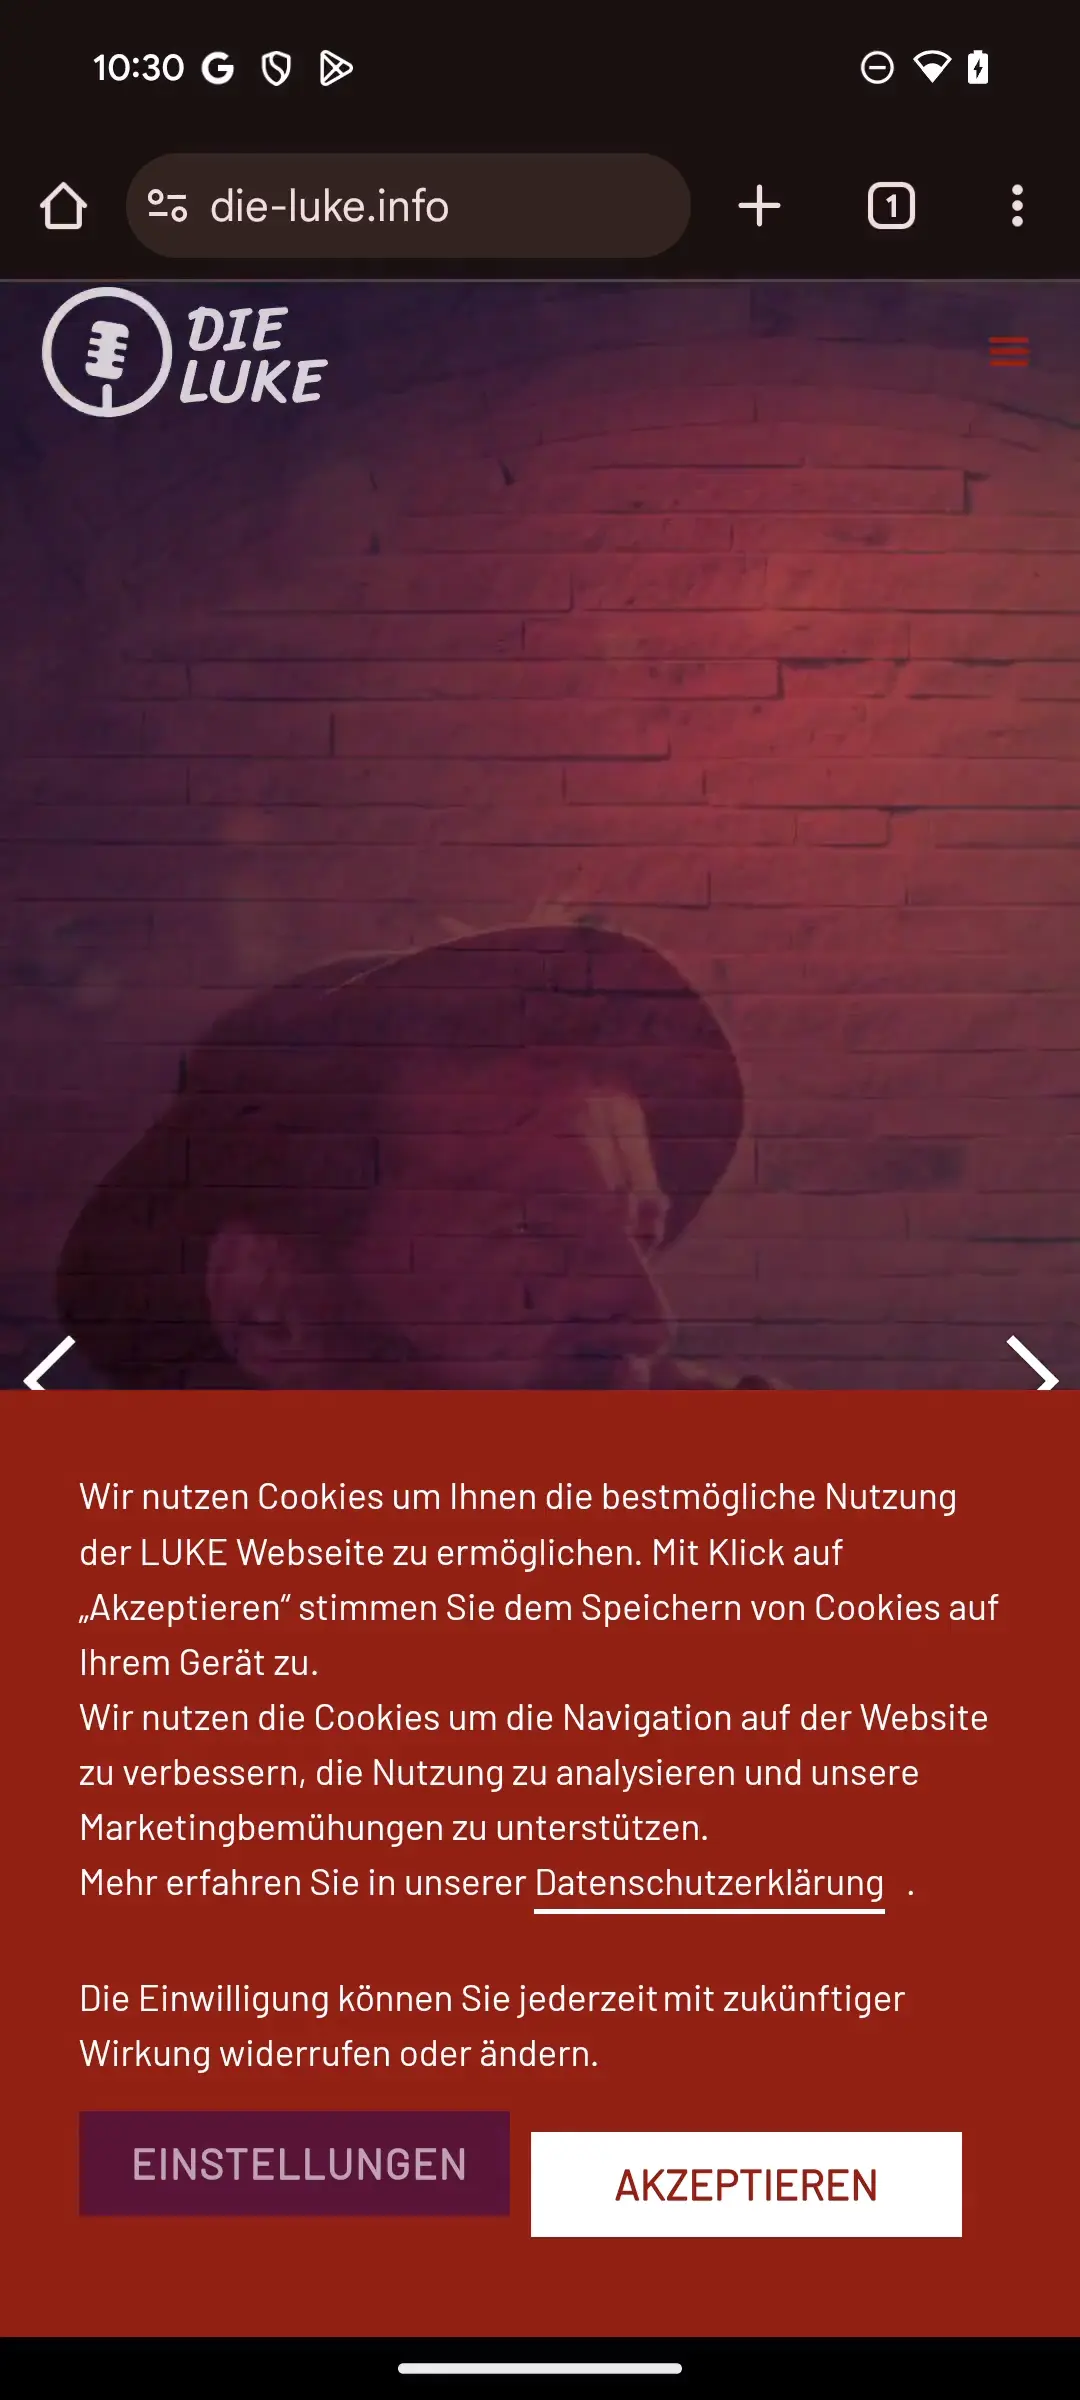 10:30
die-luke.info
1
DIE
LUKE
Wir nutzen Cookies um Ihnen die bestmögliche Nutzung
der LUKE Webseite zu ermöglichen. Mit Klick auf
„Akzeptieren“ stimmen Sie dem Speichern von Cookies auf
Ihrem Gerät zu.
Wir nutzen die Cookies um die Navigation auf der Website
zu verbessern, die Nutzung zu analysieren und unsere
Marketingbemühungen zu unterstützen.
Mehr erfahren Sie in unserer Datenschutzerklärung .
Die Einwilligung können Sie jederzeit mit zukünftiger
Wirkung widerrufen oder ändern.
EINSTELLUNGEN
AKZEPTIEREN